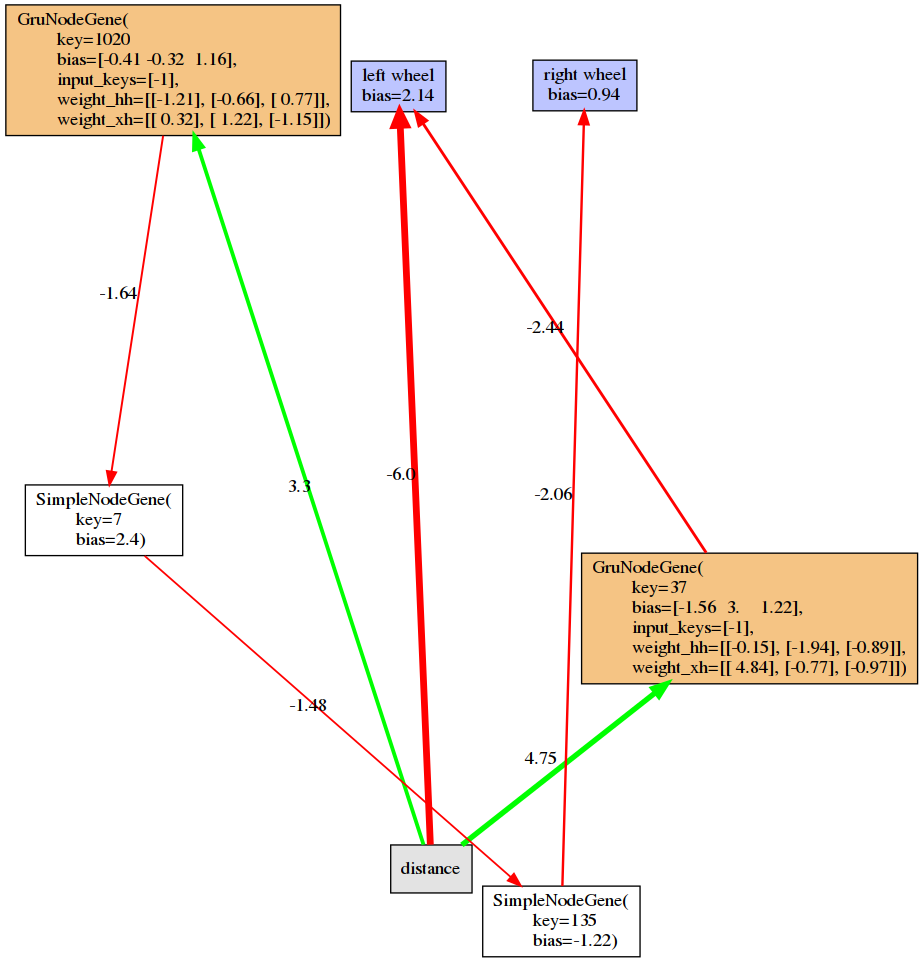 GruNodeGene(
key=1020
bias=[-0.41 -0.32  1.16],
input_keys=[-1],
weight_hh=[[-1.21], [-0.66], [ 0.77]],
weight_xh=[[ 0.32], [ 1.22], [-1.15]])
left wheel
bias=2.14
right wheel
bias=0.94
-1.64
-2.44
3.3
-6.0
-2.06
SimpleNodeGene(
key=7
bias=2.4)
GruNodeGene(
key=37
bias=[-1.56  3.    1.22],
input_keys=[-1],
weight_hh=[[-0.15], [-1.94], [-0.89]],
weight_xh=[[ 4.84], [-0.77], [-0.97]])
-1.48
4.75
distance
SimpleNodeGene(
key=135
bias=-1.22)